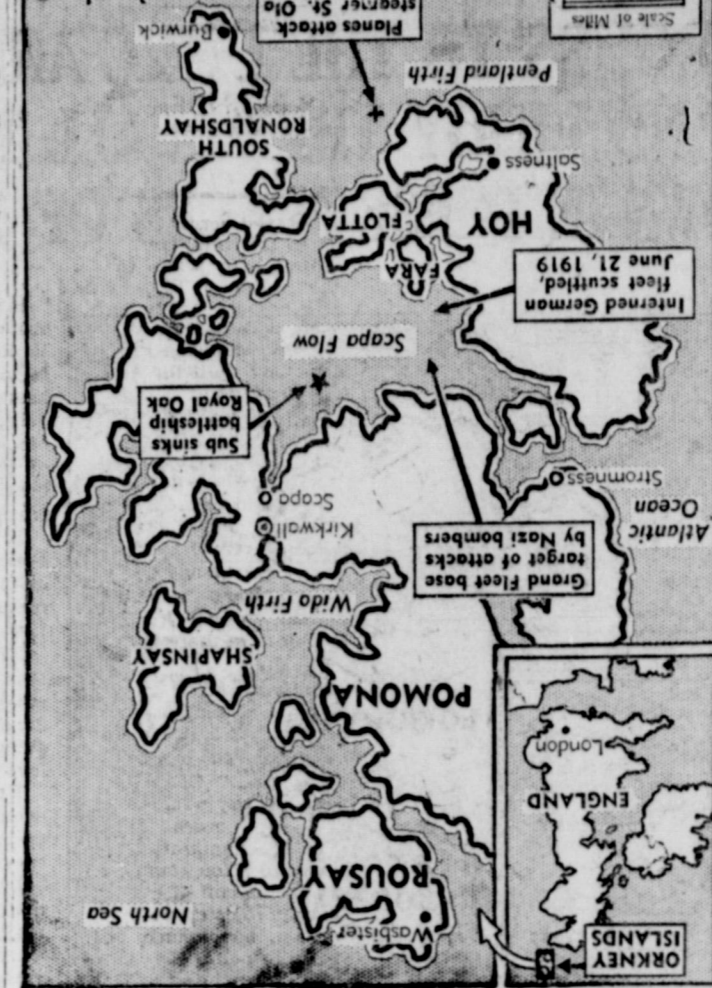 ORKNEY
ISLANDS
North Sea
Wasbister
ROUSAY
ENGLAND
London
POMONA
SHAPINSAY
Wide Firth
Grand Fleet base
target of attacks
by Nazi bombers
Atlantic
Ocean
Kirkwall
Scapa
Stromness
Sub sinks
battleship
Royal Oak
Scapa Flow
Interned German
fleet scuttled,
June 21, 1919
FARA
HOY
FLOTTA
SOUTH
RONALDSHAY
Saltness
Pentland Firth
Burwick
Planes attack
steamer St. Ola
Scale of Miles